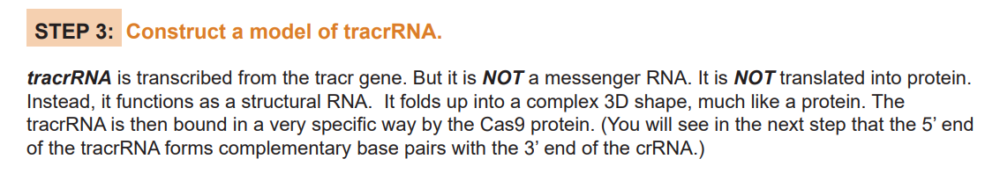 STEP 3: Construct a model of tracrRNA.
tracrRNA is transcribed from the tracr gene. But it is NOT a messenger RNA. It is NOT translated into protein.
Instead, it functions as a structural RNA.  It folds up into a complex 3D shape, much like a protein. The
tracrRNA is then bound in a very specific way by the Cas9 protein. (You will see in the next step that the 5’ end
of the tracrRNA forms complementary base pairs with the 3’ end of the crRNA.)